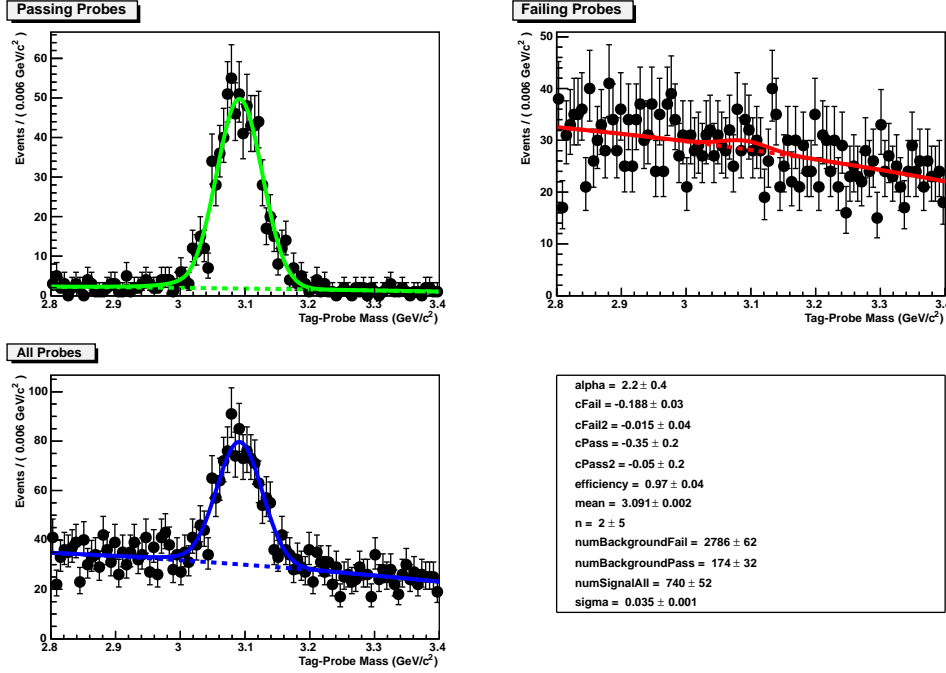 Passing Probes
Events / ( 0.006 GeV/c² )
60
50
40
30
20
10
0
2.8 2.9 3 3.1 3.2 3.3 3.4
Tag-Probe Mass (GeV/c²)
Failing Probes
Events / ( 0.006 GeV/c² )
50
40
30
20
10
0
2.8 2.9 3 3.1 3.2 3.3 3.4
Tag-Probe Mass (GeV/c²)
All Probes
Events / ( 0.006 GeV/c² )
100
80
60
40
20
0
2.8 2.9 3 3.1 3.2 3.3 3.4
Tag-Probe Mass (GeV/c²)
alpha = 2.2 ± 0.4
cFail = -0.188 ± 0.03
cFail2 = -0.015 ± 0.04
cPass = -0.35 ± 0.2
cPass2 = -0.05 ± 0.2
efficiency = 0.97 ± 0.04
mean = 3.091 ± 0.002
n = 2 ± 5
numBackgroundFail = 2786 ± 62
numBackgroundPass = 174 ± 32
numSignalAll = 740 ± 52
sigma = 0.035 ± 0.001